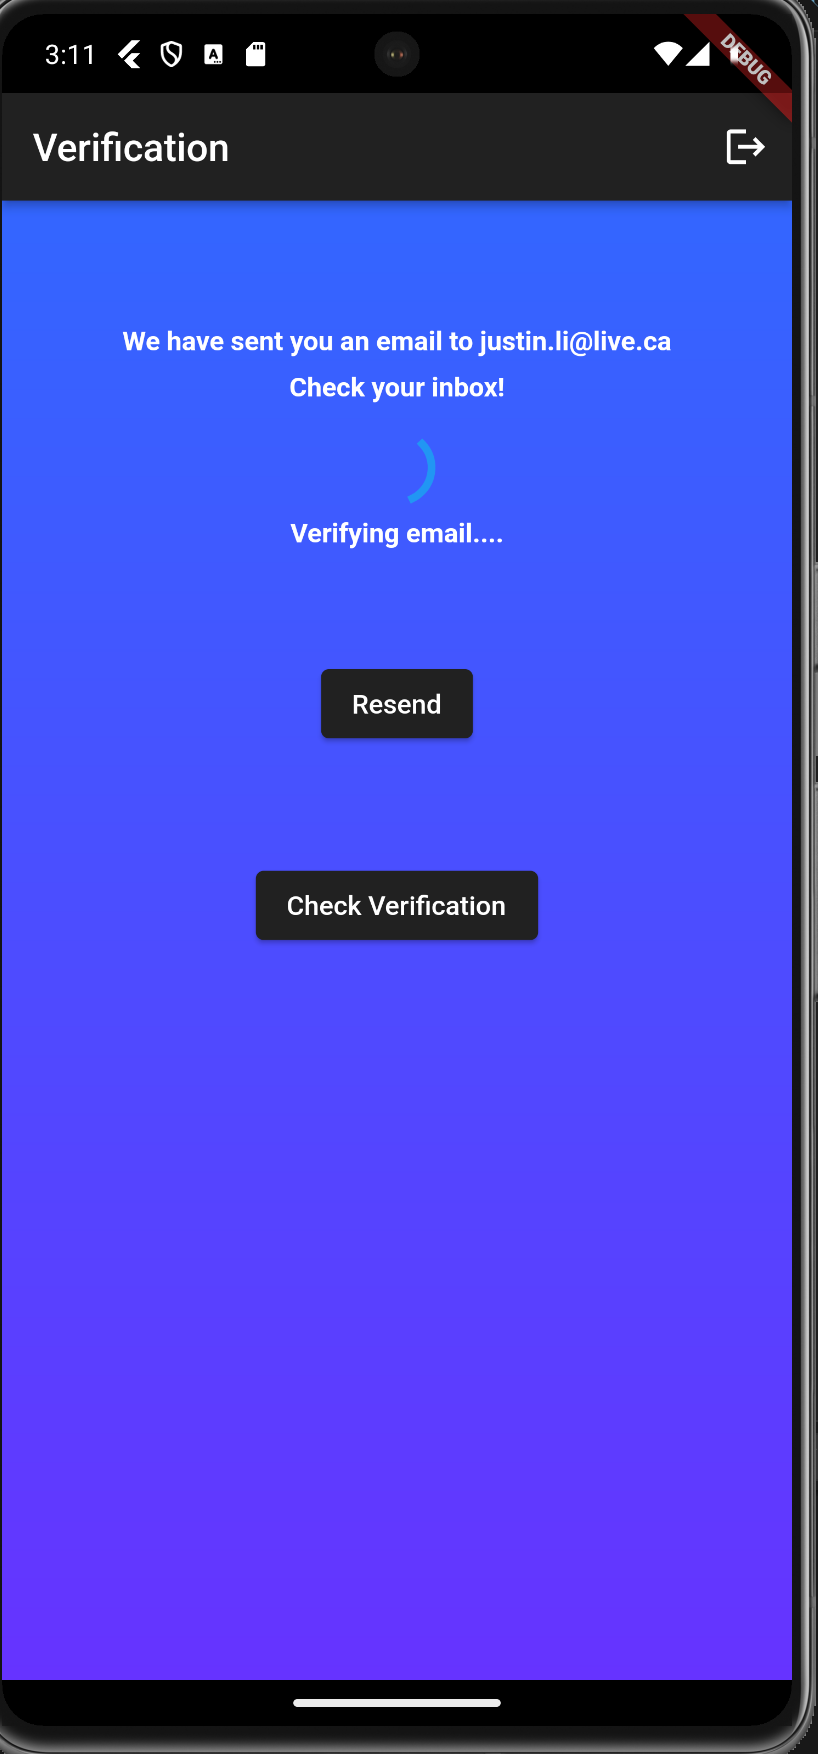 3:11
A
DEBUG
Verification
We have sent you an email to justin.li@live.ca
Check your inbox!
Verifying email....
Resend
Check Verification